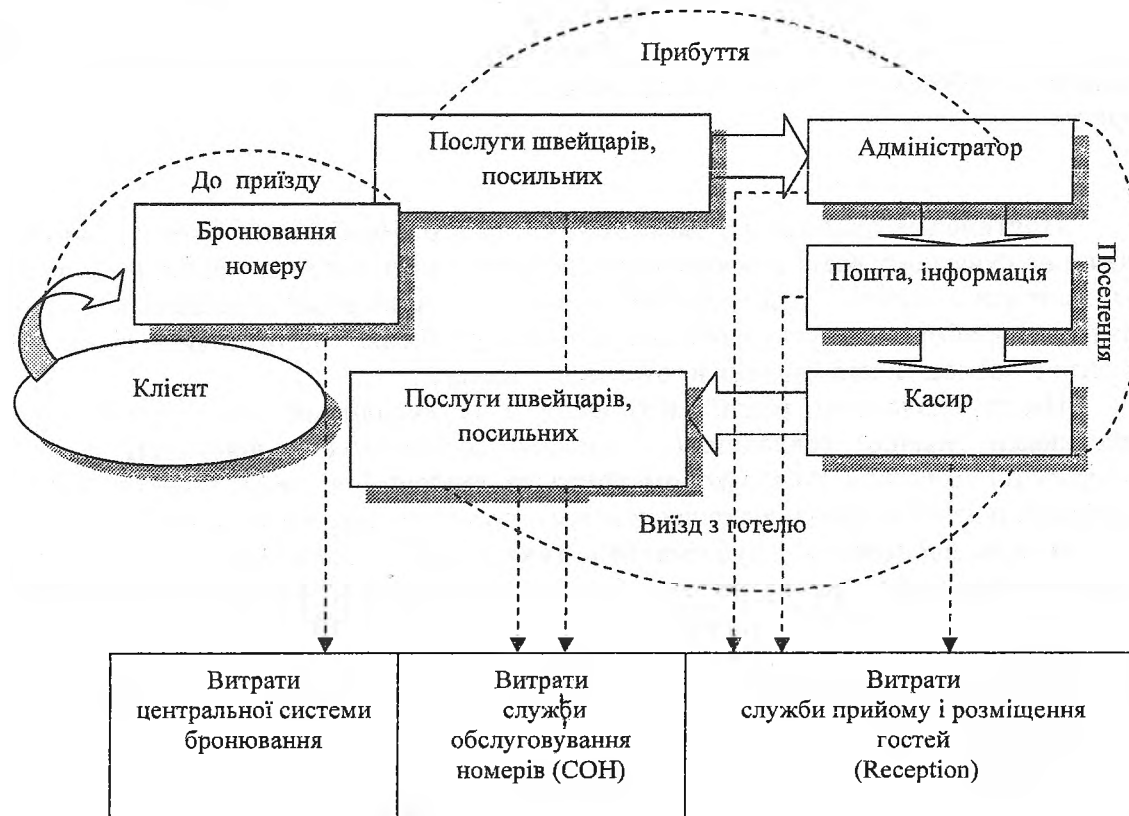 Прибуття
Послуги швейцарів,
посильних
Адміністратор
До приїзду
Бронювання
номеру
Пошта, інформація
Поселення
Клієнт
Послуги швейцарів,
посильних
Касир
Виїзд з готелю
Витрати
центральної системи
бронювання
Витрати
служби
обслуговування
номерів (СОН)
Витрати
служби прийому і розміщення
гостей
(Reception)